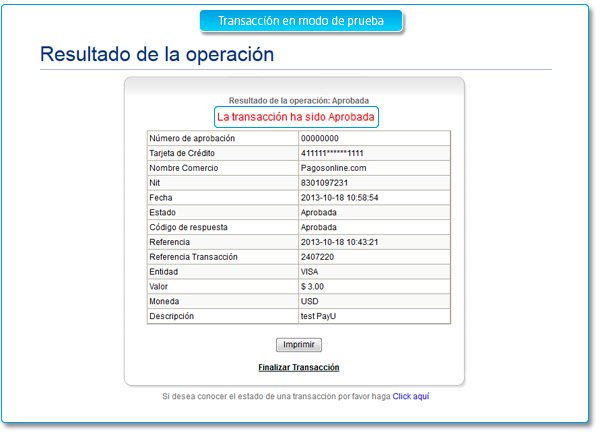 Transacción en modo de prueba
Resultado de la operación
Resultado de la operación: Aprobada
La transacción ha sido Aprobada
Número de aprobación 00000000
Tarjeta de Crédito 411111******1111
Nombre Comercio Pagosonline.com
Nit 8301097231
Fecha 2013-10-18 10:58:54
Estado Aprobada
Código de respuesta Aprobada
Referencia 2013-10-18 10:43:21
Referencia Transacción 2407220
Entidad VISA
Valor $ 3.00
Moneda USD
Descripción test PayU
Imprimir
Finalizar Transacción
Si desea conocer el estado de una transaccion por favor haga Click aquí